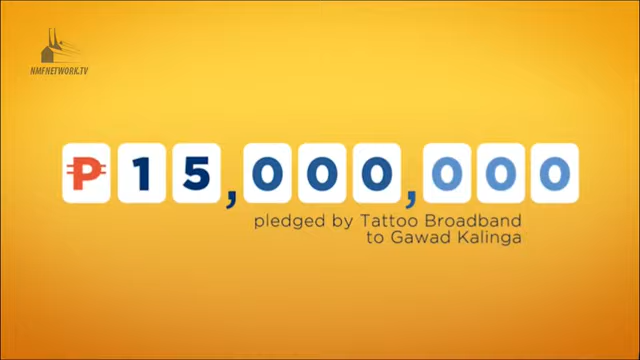 NMFNETWORK.TV
₱15,000,000
pledged by Tattoo Broadband
to Gawad Kalinga